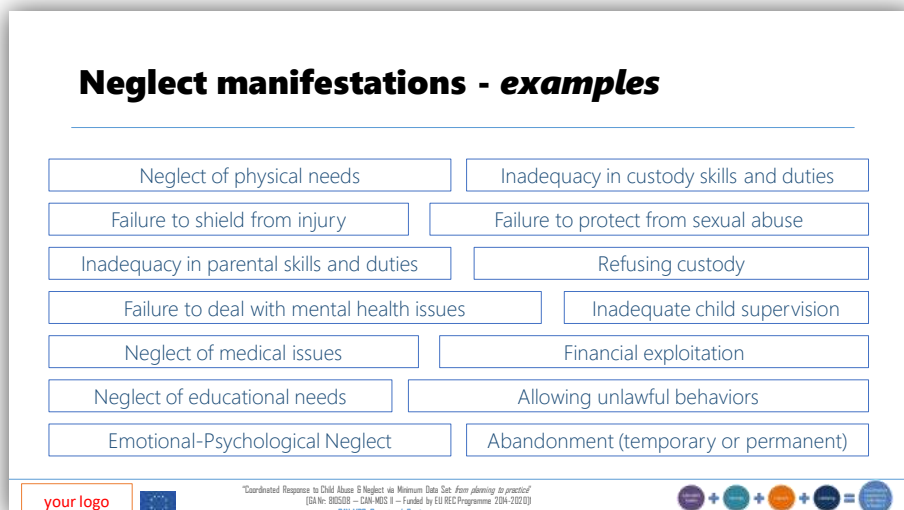 Neglect manifestations - examples
Neglect of physical needs
Inadequacy in custody skills and duties
Failure to shield from injury
Failure to protect from sexual abuse
Inadequacy in parental skills and duties
Refusing custody
Failure to deal with mental health issues
Inadequate child supervision
Neglect of medical issues
Financial exploitation
Neglect of educational needs
Allowing unlawful behaviors
Emotional-Psychological Neglect
Abandonment (temporary or permanent)
your logo
"Coordinated Response to Child Abuse & Neglect via Minimum Data Set: from planning to practice"
(GA Nr: 810508 – CAN-MDS II – Funded by EU REC Programme 2014-2020)]